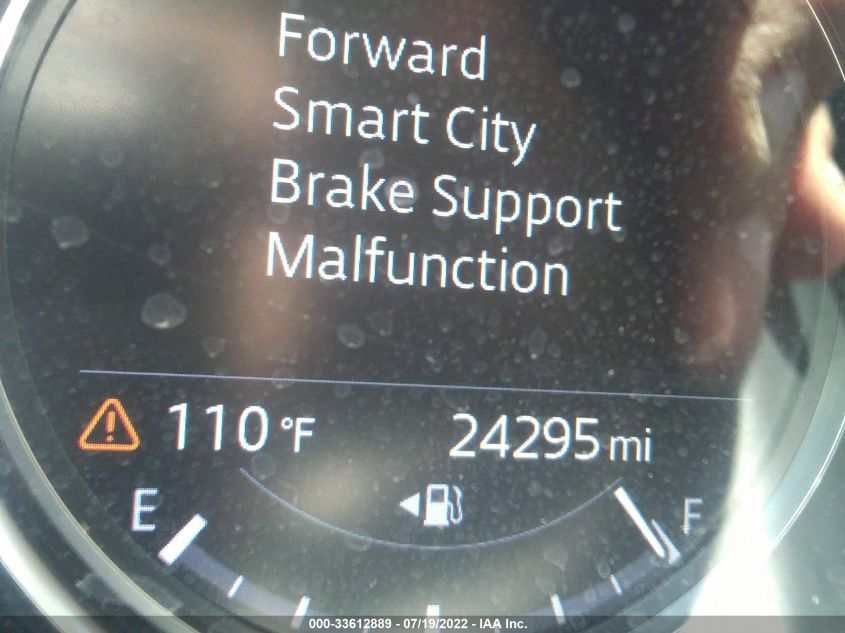 Forward
Smart City
Brake Support
Malfunction
110 °F 24295 mi
E F
000-33612889 - 07/19/2022 - IAA Inc.